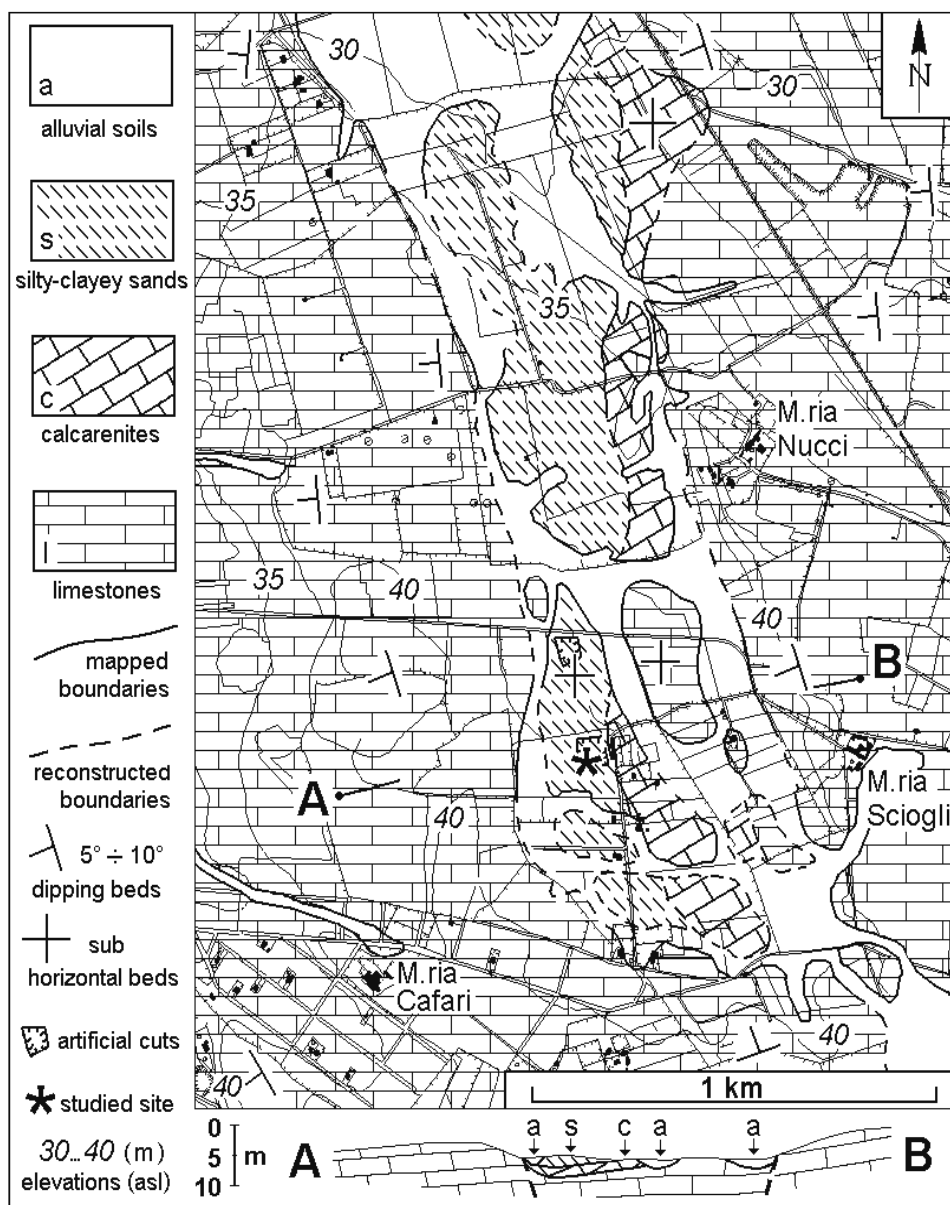 a
alluvial soils
s
silty-clayey sands
c
calcarenites
l
limestones
mapped
boundaries
reconstructed
boundaries
5° ÷ 10°
dipping beds
sub
horizontal beds
artificial cuts
studied site
30...40 (m)
elevations (asl)
N
30
30
35
35
M.ria
Nucci
35
40
40
B
A
40
M.ria
Sciogli
M.ria
Cafari
40
40
1 km
0
5
10
m
A
a
s
c
a
a
B